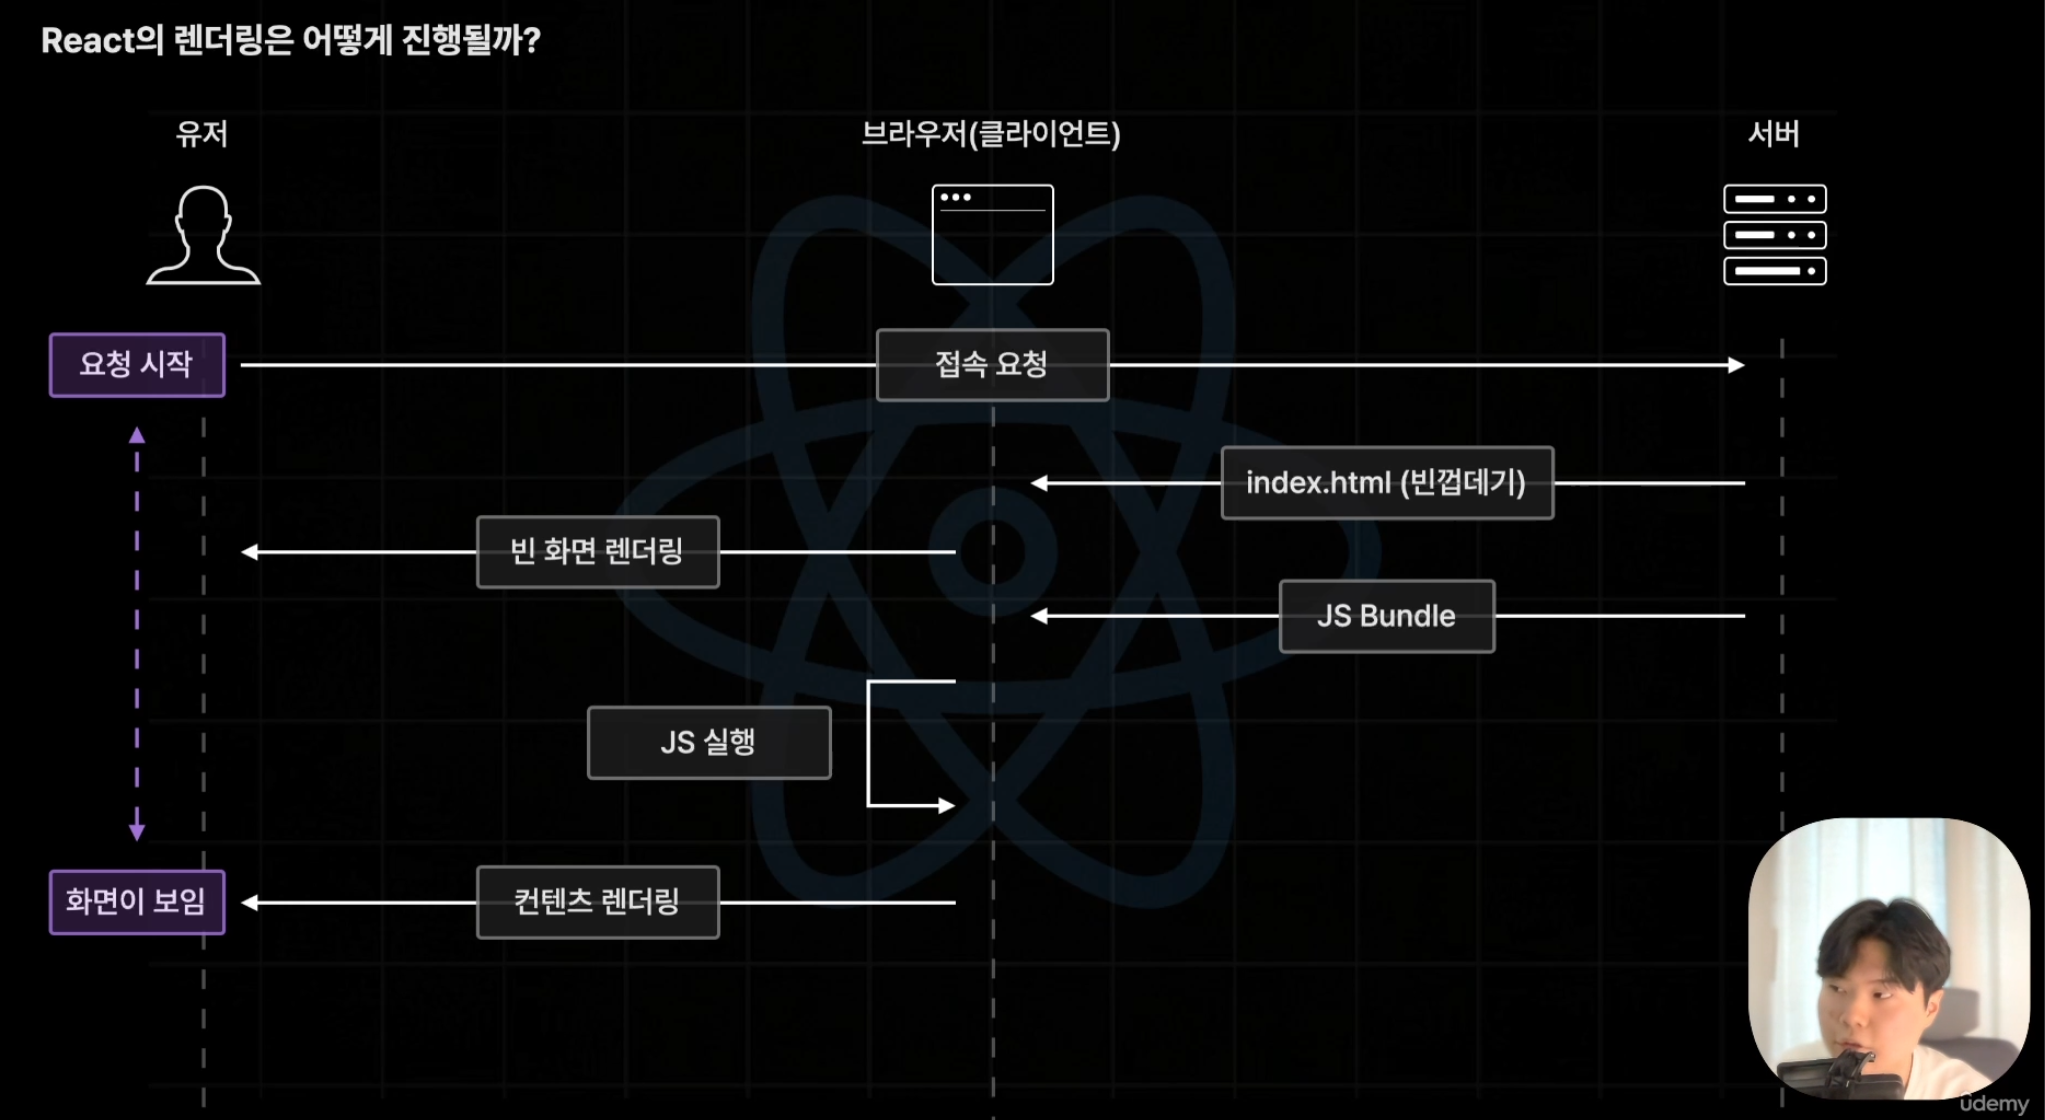 React의 렌더링은 어떻게 진행될까?
유저
브라우저(클라이언트)
서버
요청 시작
접속 요청
index.html (빈껍데기)
빈 화면 렌더링
JS Bundle
JS 실행
화면이 보임
컨텐츠 렌더링
ûdemy